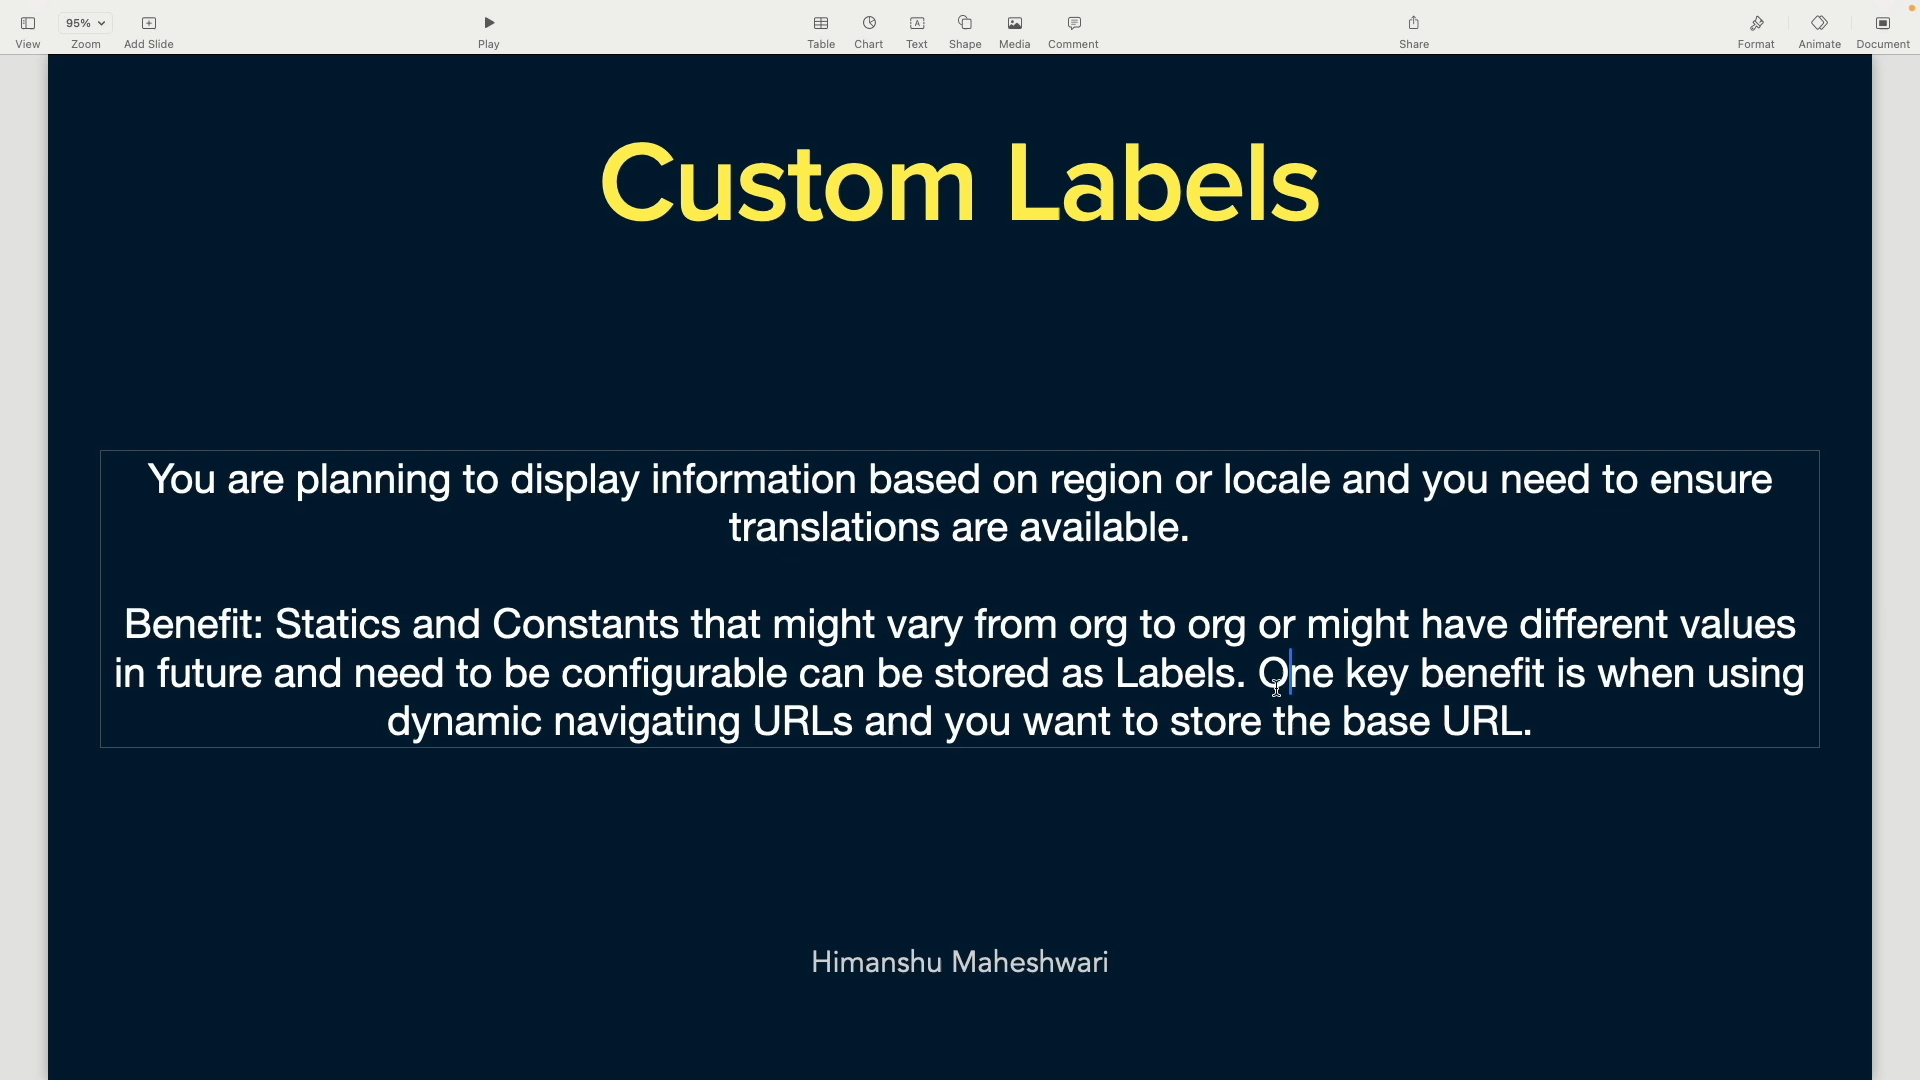 95%
View
Zoom
Add Slide
Play
Table
Chart
Text
Shape
Media
Comment
Share
Format
Animate
Document
Custom Labels
You are planning to display information based on region or locale and you need to ensure
translations are available.
Benefit: Statics and Constants that might vary from org to org or might have different values
in future and need to be configurable can be stored as Labels. One key benefit is when using
dynamic navigating URLs and you want to store the base URL.
Himanshu Maheshwari